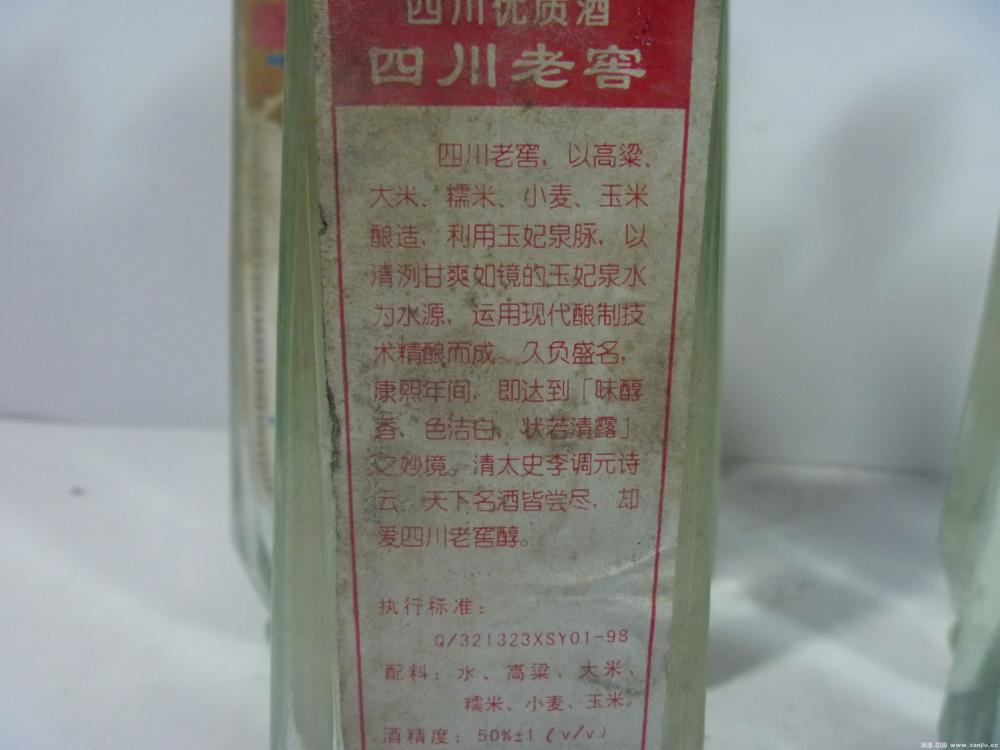 四川优质酒
四川老窖
四川老窖，以高粱、
大米、糯米、小麦、玉米
酿造，利用玉妃泉脉，以
清洌甘爽如镜的玉妃泉水
为水源，运用现代酿制技
术精酿而成。久负盛名，
康熙年间，即达到「味醇
香、色洁白，状若清露」
之妙境。清太史李调元诗
云，天下名酒皆尝尽，却
爱四川老窖醇。
执行标准：
Q/321323XSY01-98
配料：水、高粱、大米、
糯米、小麦、玉米。
酒精度：50%±1（v/v）
www.taojiu.cc